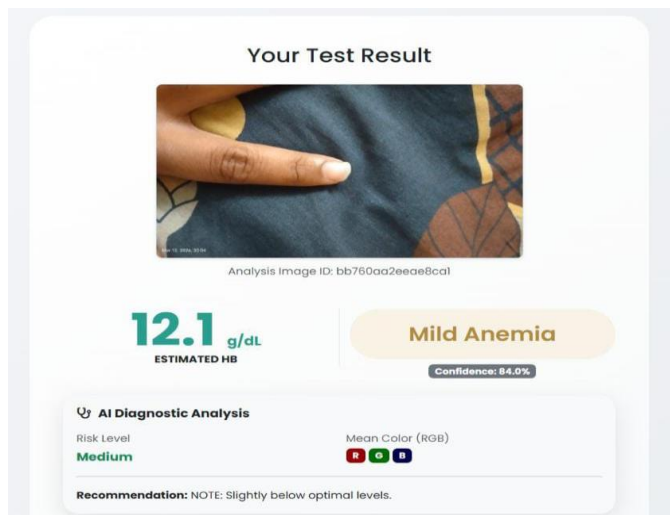 Your Test Result
Analysis Image ID: bb760aa2eeae8ca1
12.1 g/dL
ESTIMATED HB
Mild Anemia
Confidence: 84.0%
AI Diagnostic Analysis
Risk Level
Mean Color (RGB)
Medium
R G B
Recommendation: NOTE: Slightly below optimal levels.